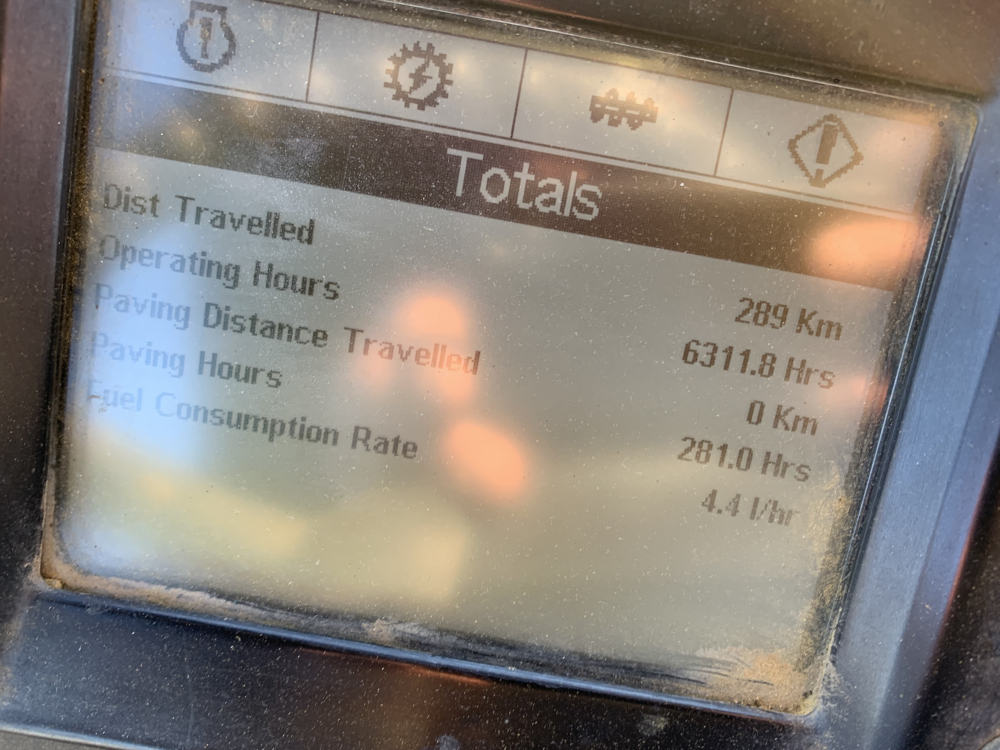 Totals
Dist Travelled 289 Km
Operating Hours 6311.8 Hrs
Paving Distance Travelled 0 Km
Paving Hours 281.0 Hrs
Fuel Consumption Rate 4.4 l/hr